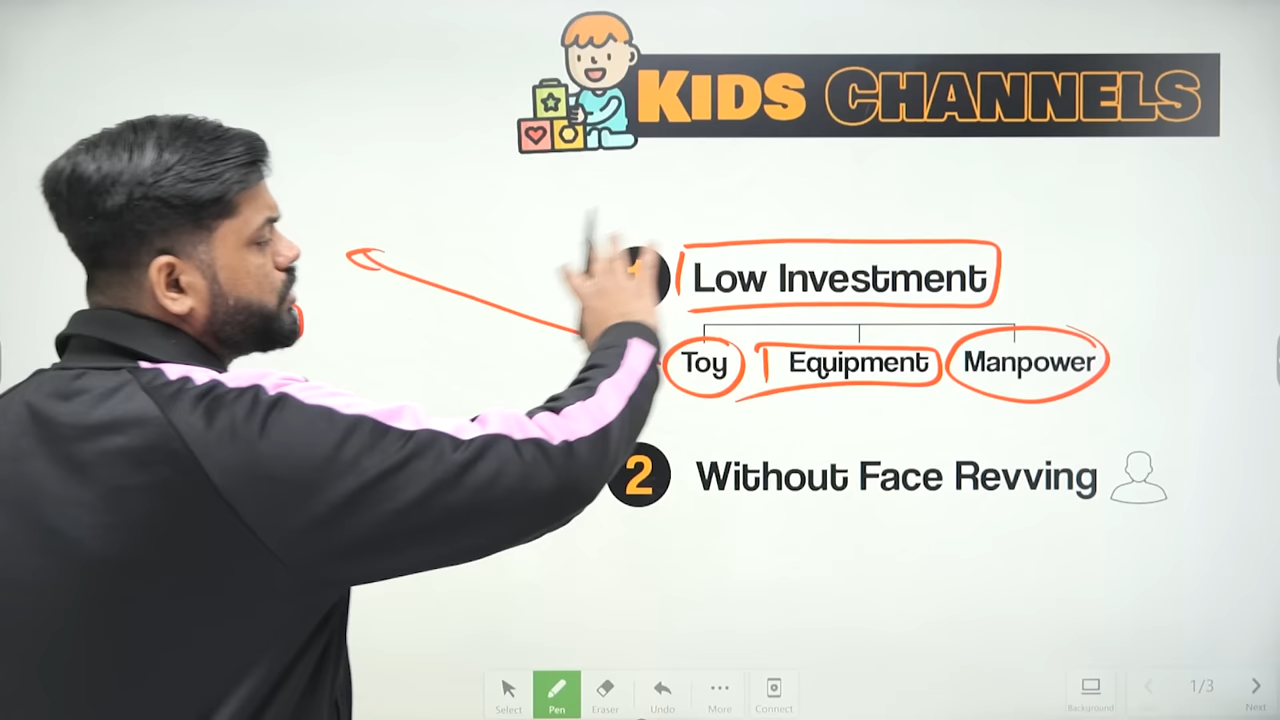 KIDS CHANNELS
Low Investment
Toy Equipment Manpower
2 Without Face Revving
Select Pen Eraser Undo More Connect Background 1/3 Next